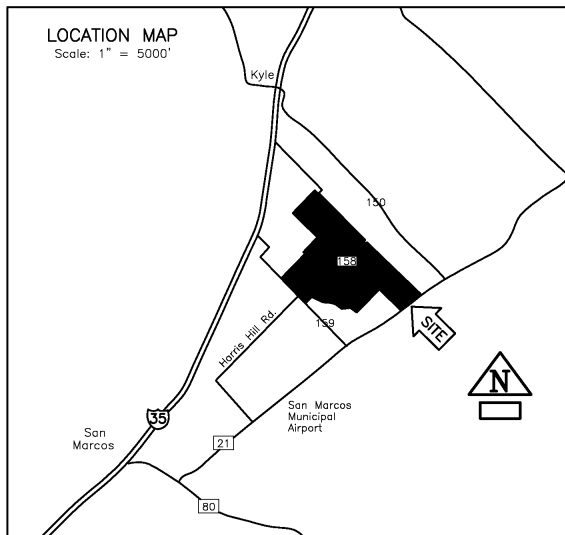 LOCATION MAP
Scale: 1" = 5000'
Kyle
150
158
159
SITE
Harris Hill Rd.
N
San Marcos
Municipal
Airport
35
San
Marcos
21
80